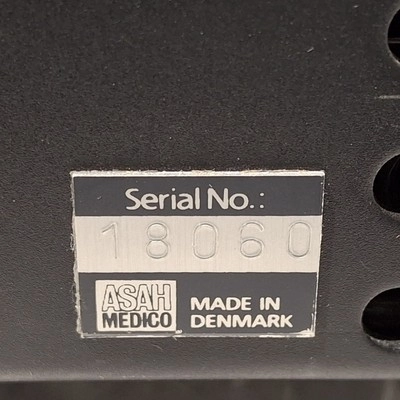 Serial No.:
18060
ASAH
MEDICO
MADE IN
DENMARK